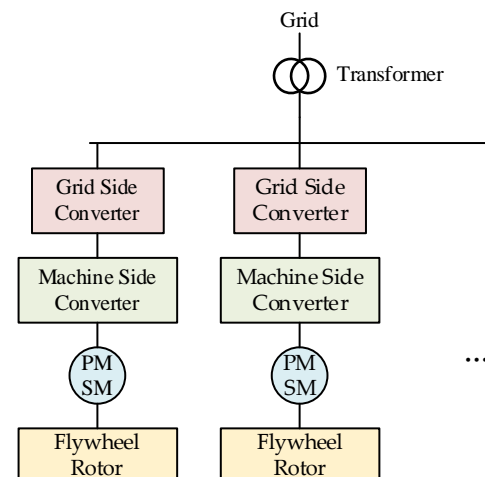 Grid
Transformer
Grid Side
Converter
Grid Side
Converter
Machine Side
Converter
Machine Side
Converter
PM
SM
PM
SM
...
Flywheel
Rotor
Flywheel
Rotor